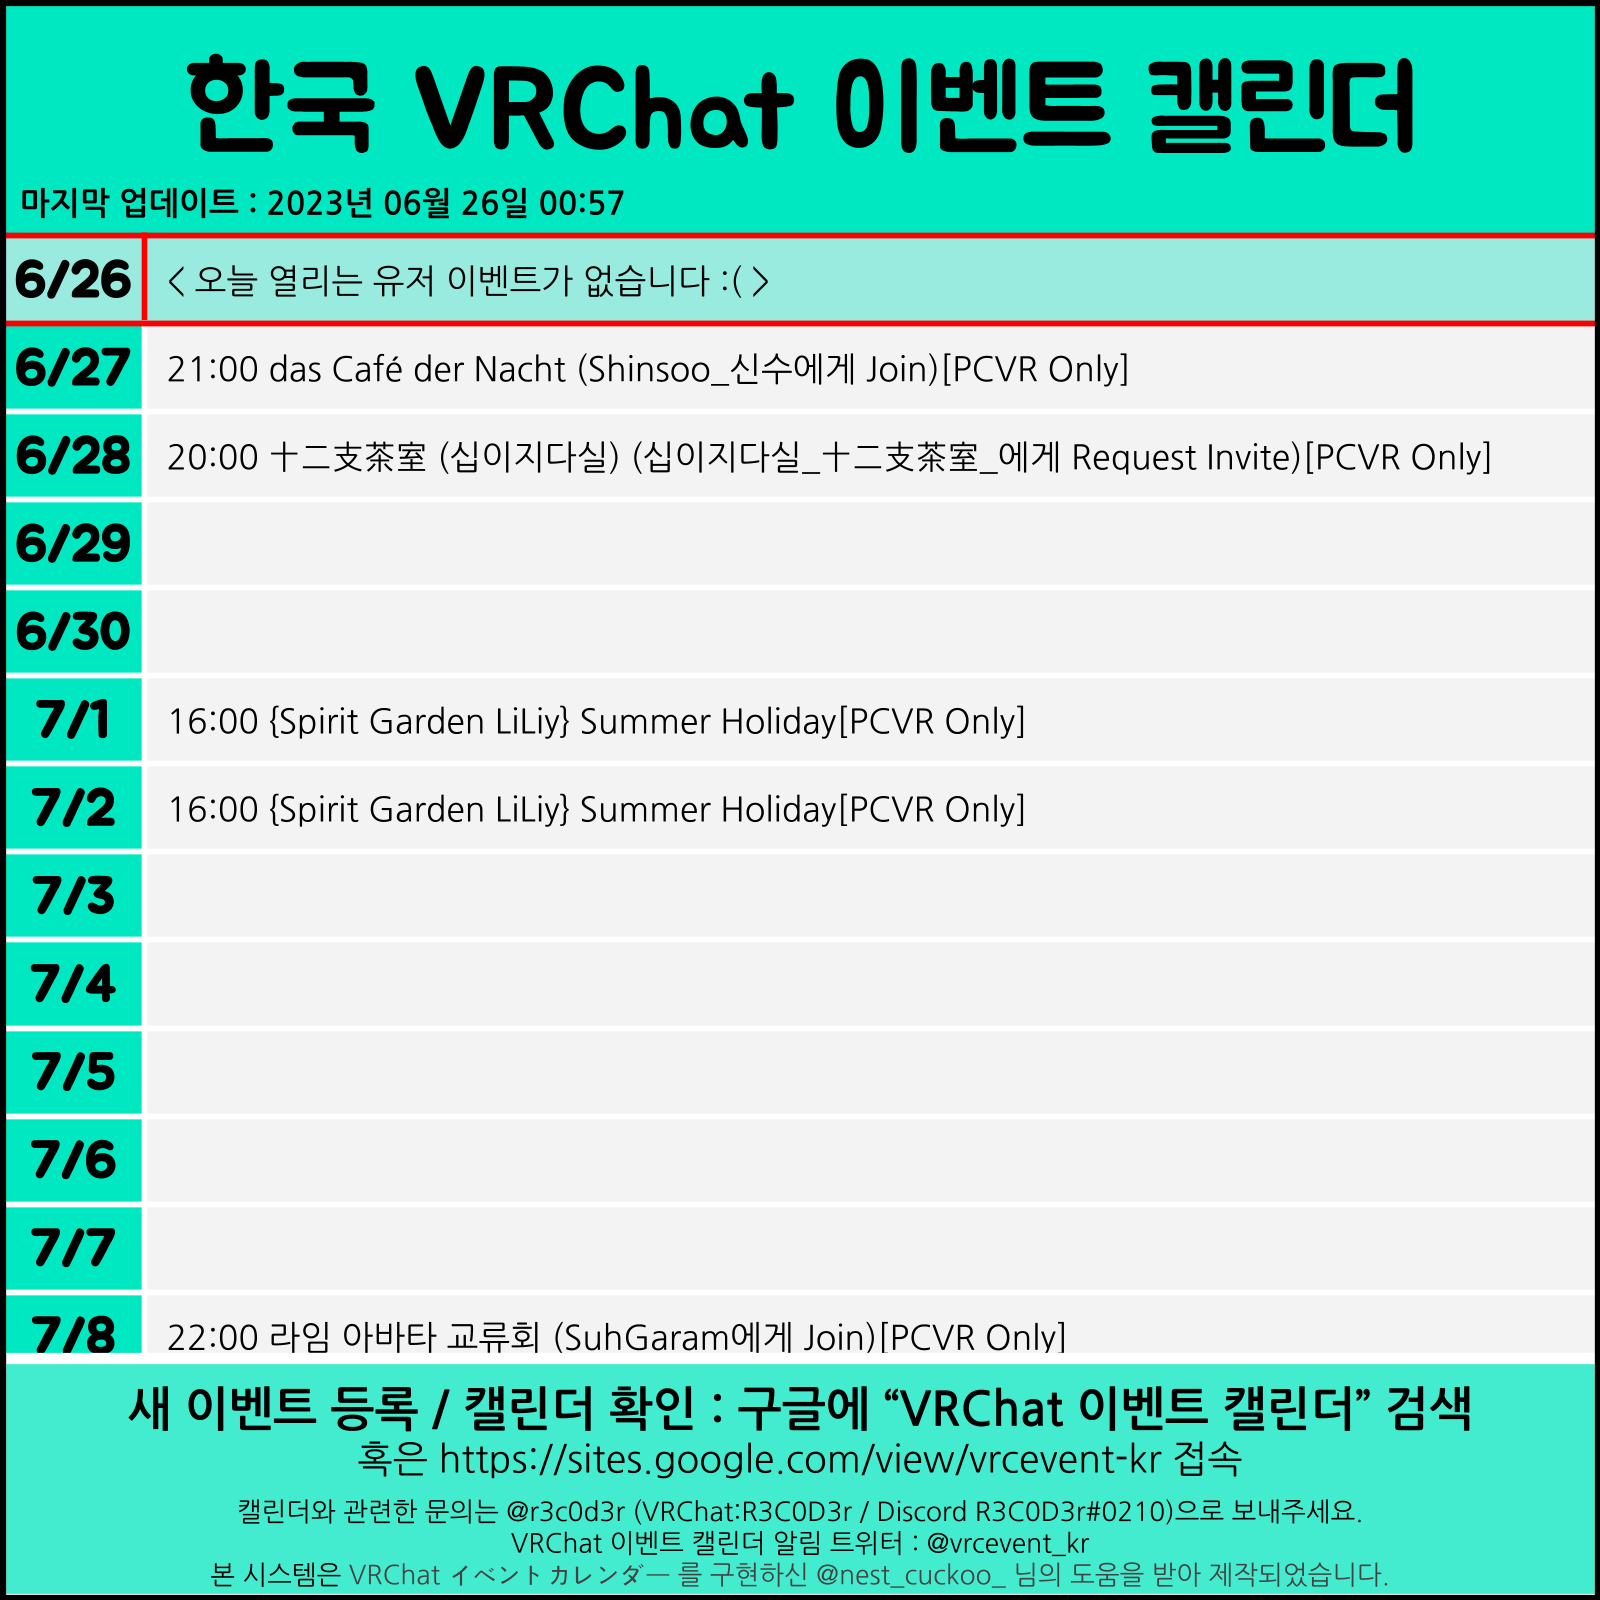 한국 VRChat 이벤트 캘린더
마지막 업데이트 : 2023년 06월 26일 00:57
6/26 < 오늘 열리는 유저 이벤트가 없습니다 :( >
6/27 21:00 das Café der Nacht (Shinsoo_신수에게 Join)[PCVR Only]
6/28 20:00 十二支茶室 (십이지다실) (십이지다실_十二支茶室_에게 Request Invite)[PCVR Only]
6/29
6/30
7/1 16:00 {Spirit Garden LiLiy} Summer Holiday[PCVR Only]
7/2 16:00 {Spirit Garden LiLiy} Summer Holiday[PCVR Only]
7/3
7/4
7/5
7/6
7/7
7/8 22:00 라임 아바타 교류회 (SuhGaram에게 Join)[PCVR Only]
새 이벤트 등록 / 캘린더 확인 : 구글에 “VRChat 이벤트 캘린더” 검색
혹은 https://sites.google.com/view/vrcevent-kr 접속
캘린더와 관련한 문의는 @r3c0d3r (VRChat:R3C0D3r / Discord R3C0D3r#0210)으로 보내주세요.
VRChat 이벤트 캘린더 알림 트위터 : @vrcevent_kr
본 시스템은 VRChat イベントカレンダー 를 구현하신 @nest_cuckoo_ 님의 도움을 받아 제작되었습니다.